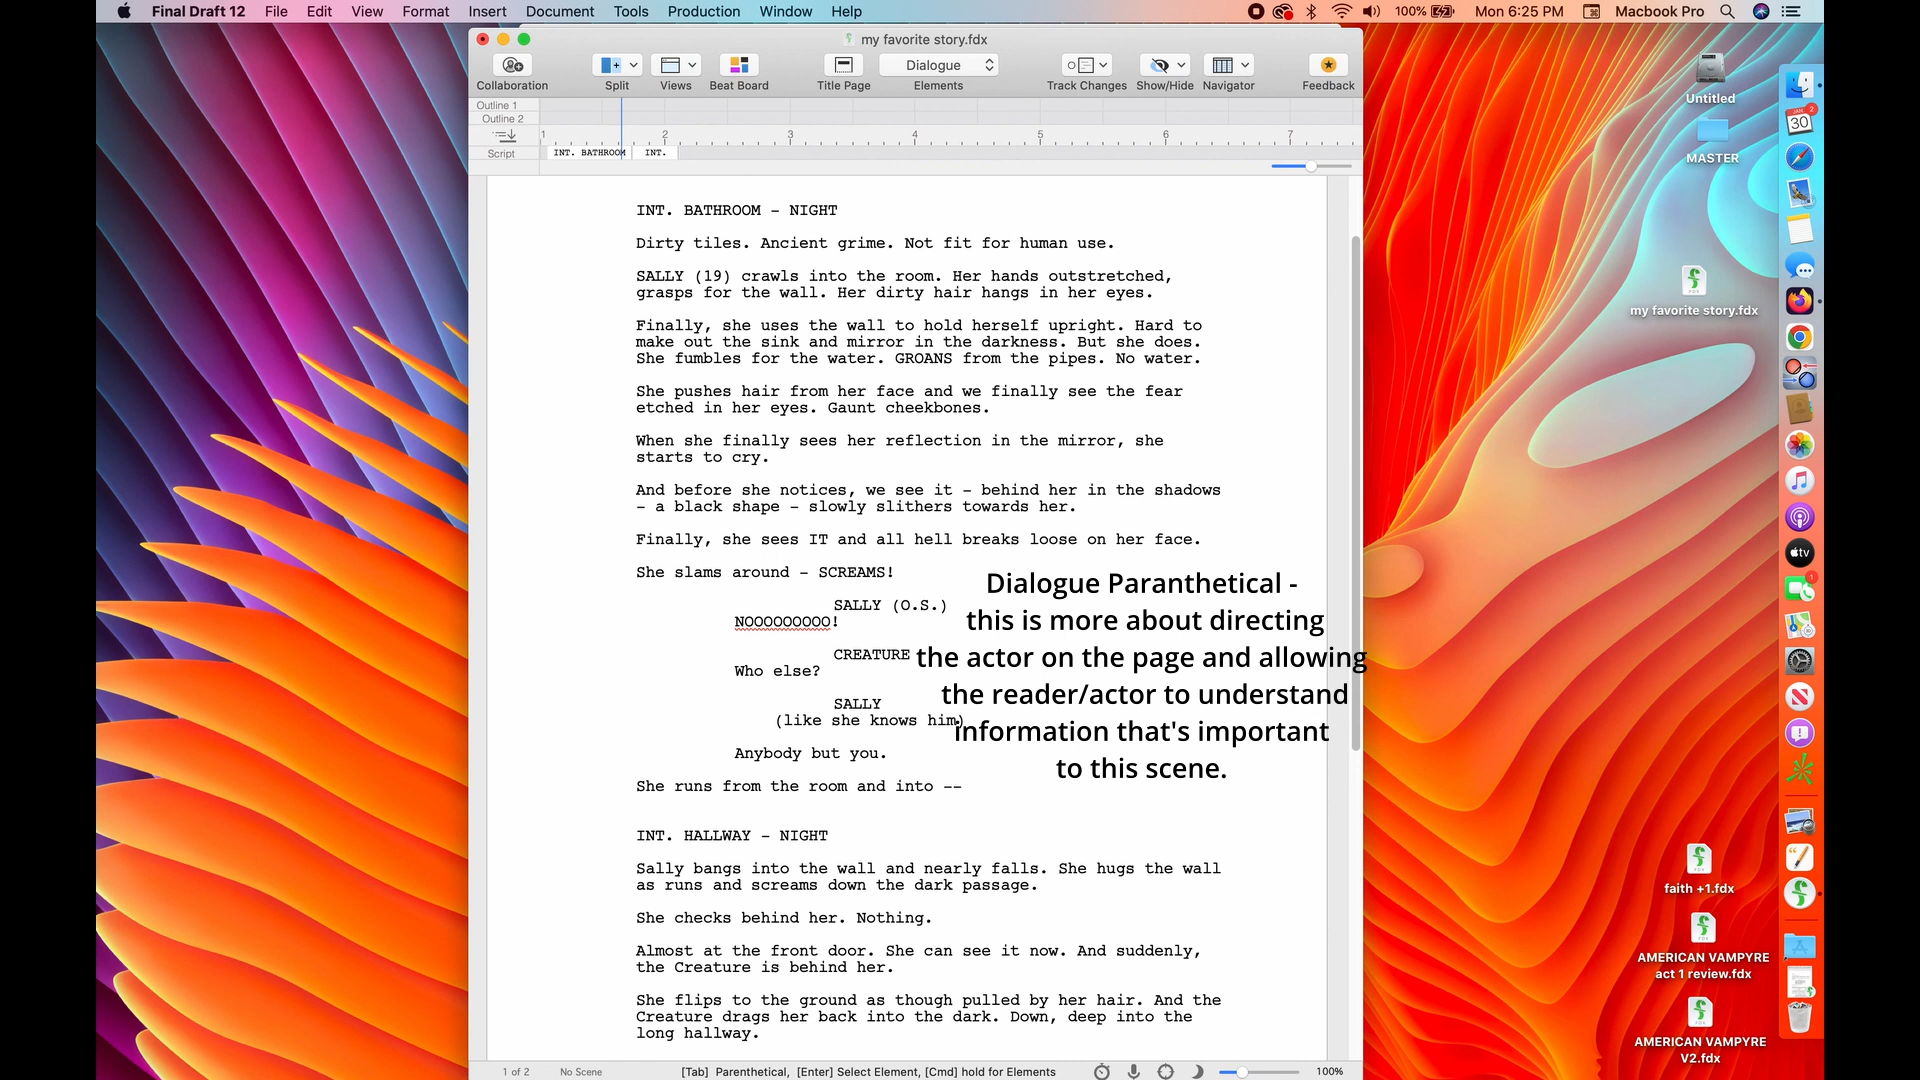 Final Draft 12 File Edit View Format Insert Document Tools Production Window Help
100% Mon 6:25 PM Macbook Pro
my favorite story.fdx
Dialogue
Collaboration Split Views Beat Board Title Page Elements Track Changes Show/Hide Navigator Feedback
Outline 1
Outline 2
1 2 3 4 5 6 7
Script INT. BATHROOM INT.
INT. BATHROOM - NIGHT
Dirty tiles. Ancient grime. Not fit for human use.
SALLY (19) crawls into the room. Her hands outstretched,
grasps for the wall. Her dirty hair hangs in her eyes.
Finally, she uses the wall to hold herself upright. Hard to
make out the sink and mirror in the darkness. But she does.
She fumbles for the water. GROANS from the pipes. No water.
She pushes hair from her face and we finally see the fear
etched in her eyes. Gaunt cheekbones.
When she finally sees her reflection in the mirror, she
starts to cry.
And before she notices, we see it - behind her in the shadows
- a black shape - slowly slithers towards her.
Finally, she sees IT and all hell breaks loose on her face.
She slams around - SCREAMS!
SALLY (O.S.)
NOOOOOOOOO!
CREATURE
Who else?
SALLY
(like she knows him)
Anybody but you.
She runs from the room and into --
INT. HALLWAY - NIGHT
Sally bangs into the wall and nearly falls. She hugs the wall
as runs and screams down the dark passage.
She checks behind her. Nothing.
Almost at the front door. She can see it now. And suddenly,
the Creature is behind her.
She flips to the ground as though pulled by her hair. And the
Creature drags her back into the dark. Down, deep into the
long hallway.
Dialogue Paranthetical -
this is more about directing
the actor on the page and allowing
the reader/actor to understand
information that's important
to this scene.
1 of 2 No Scene [Tab] Parenthetical, [Enter] Select Element, [Cmd] hold for Elements 100%
Untitled
MASTER
my favorite story.fdx
faith +1.fdx
AMERICAN VAMPYRE
act 1 review.fdx
AMERICAN VAMPYRE
V2.fdx
JAN
30
2
tv
1